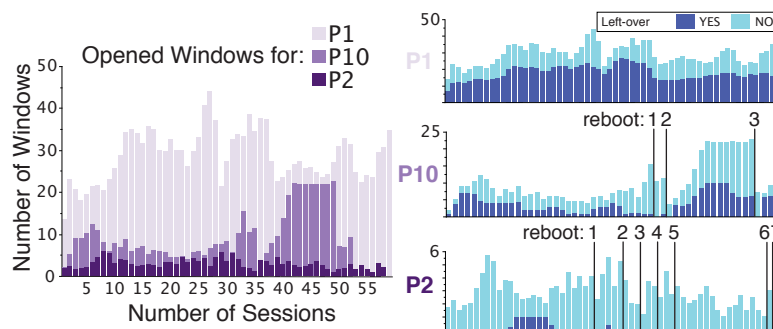 Opened Windows for:
P1
P10
P2
Number of Windows
50
40
30
20
10
0
5 10 15 20 25 30 35 40 45 50 55
Number of Sessions
Left-over YES NO
50
P1
reboot: 1 2 3
25
P10
reboot: 1 2 3 4 5 6 7
6
P2